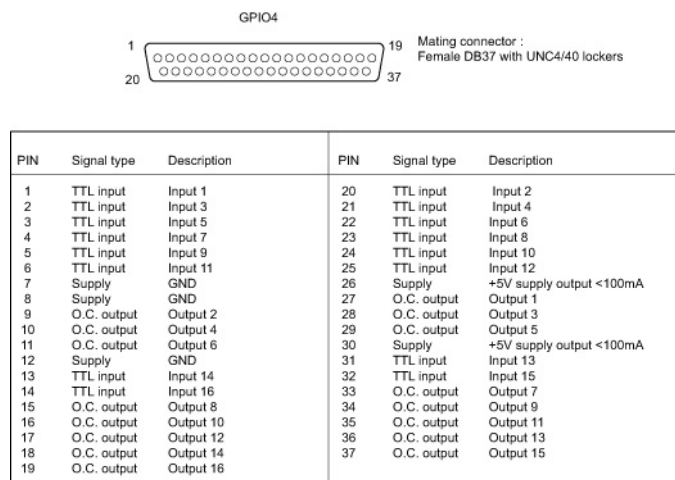 GPIO4
1 19 Mating connector :
Female DB37 with UNC4/40 lockers
20 37
PIN Signal type Description PIN Signal type Description
1 TTL input Input 1 20 TTL input Input 2
2 TTL input Input 3 21 TTL input Input 4
3 TTL input Input 5 22 TTL input Input 6
4 TTL input Input 7 23 TTL input Input 8
5 TTL input Input 9 24 TTL input Input 10
6 TTL input Input 11 25 TTL input Input 12
7 Supply GND 26 Supply +5V supply output <100mA
8 Supply GND 27 O.C. output Output 1
9 O.C. output Output 2 28 O.C. output Output 3
10 O.C. output Output 4 29 O.C. output Output 5
11 O.C. output Output 6 30 Supply +5V supply output <100mA
12 Supply GND 31 TTL input Input 13
13 TTL input Input 14 32 TTL input Input 15
14 TTL input Input 16 33 O.C. output Output 7
15 O.C. output Output 8 34 O.C. output Output 9
16 O.C. output Output 10 35 O.C. output Output 11
17 O.C. output Output 12 36 O.C. output Output 13
18 O.C. output Output 14 37 O.C. output Output 15
19 O.C. output Output 16